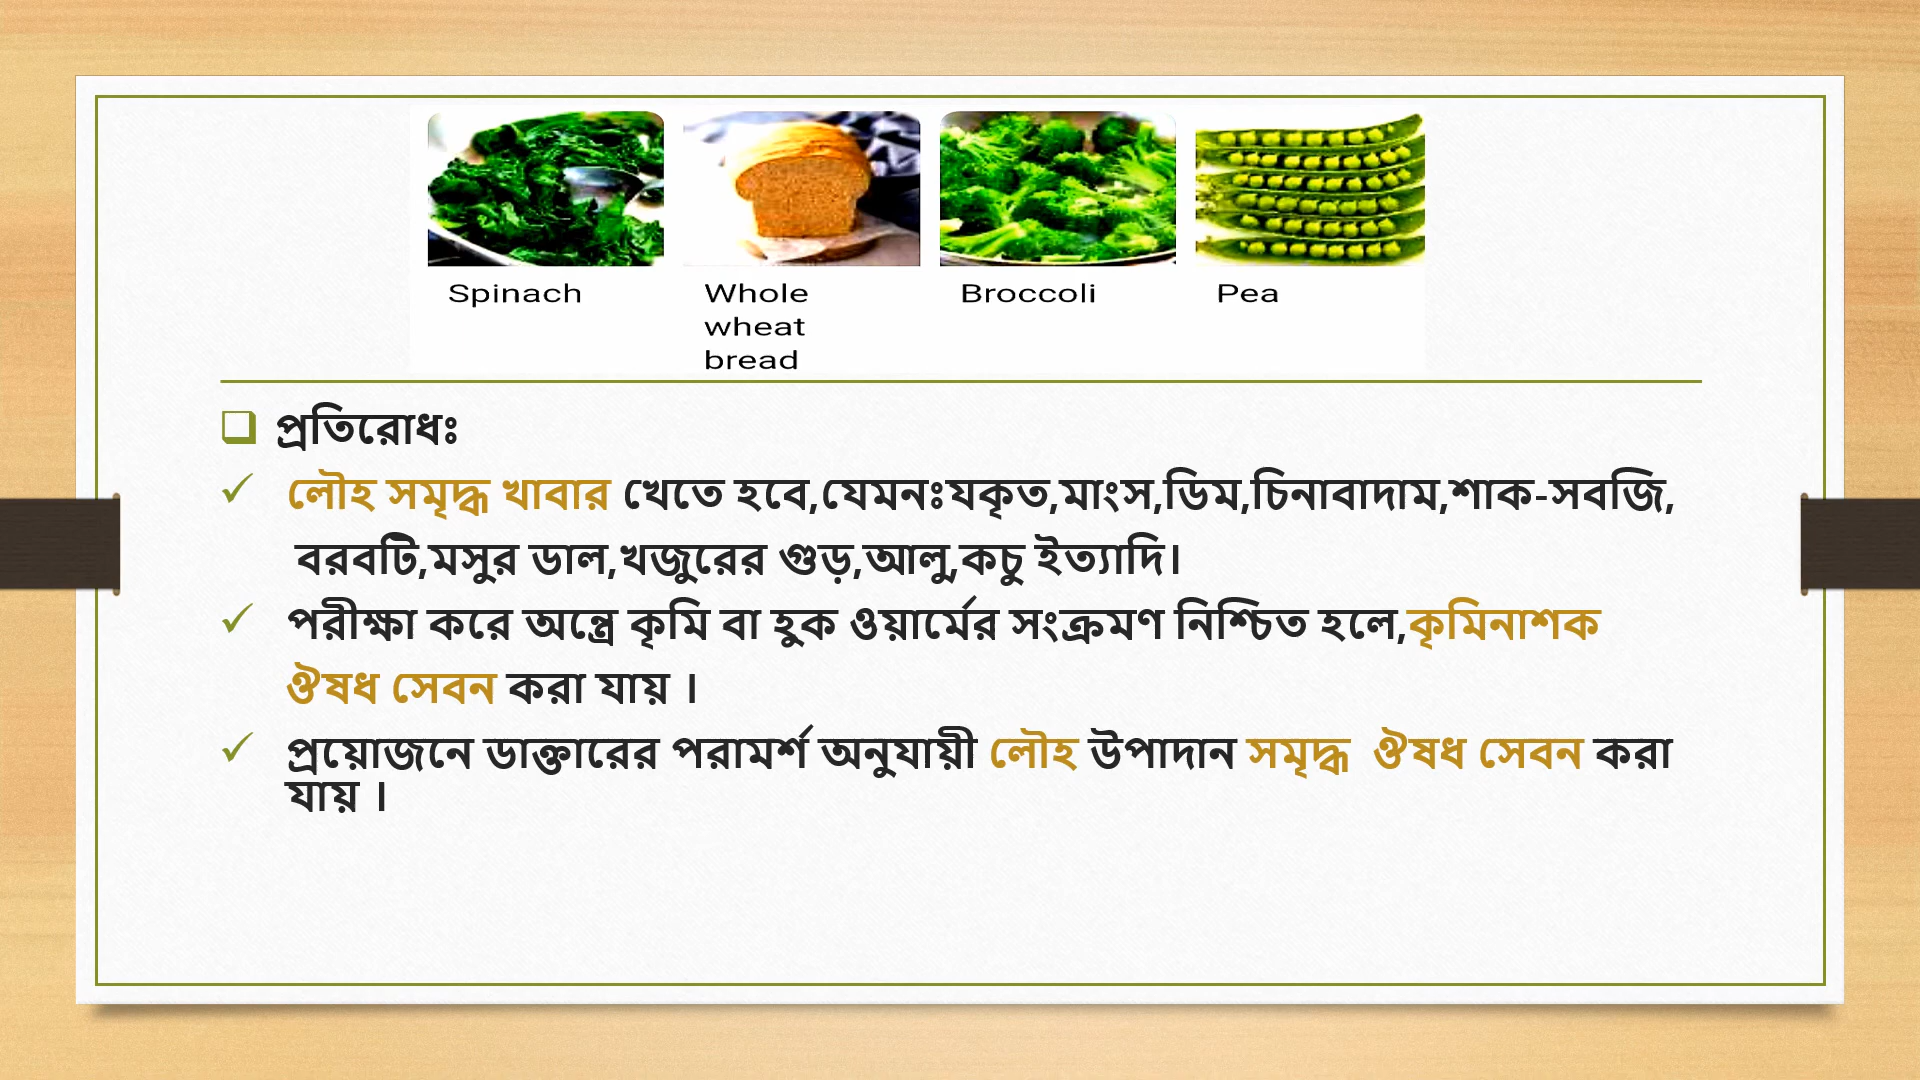 Spinach
Whole
wheat
bread
Broccoli
Pea
প্রতিরোধঃ
লৌহ সমৃদ্ধ খাবার খেতে হবে,যেমনঃযকৃত,মাংস,ডিম,চিনাবাদাম,শাক-সবজি,
বরবটি,মসুর ডাল,খজুরের গুড়,আলু,কচু ইত্যাদি।
পরীক্ষা করে অন্ত্রে কৃমি বা হুক ওয়ার্মের সংক্রমণ নিশ্চিত হলে,কৃমিনাশক
ঔষধ সেবন করা যায় ।
প্রয়োজনে ডাক্তারের পরামর্শ অনুযায়ী লৌহ উপাদান সমৃদ্ধ  ঔষধ সেবন করা
যায় ।